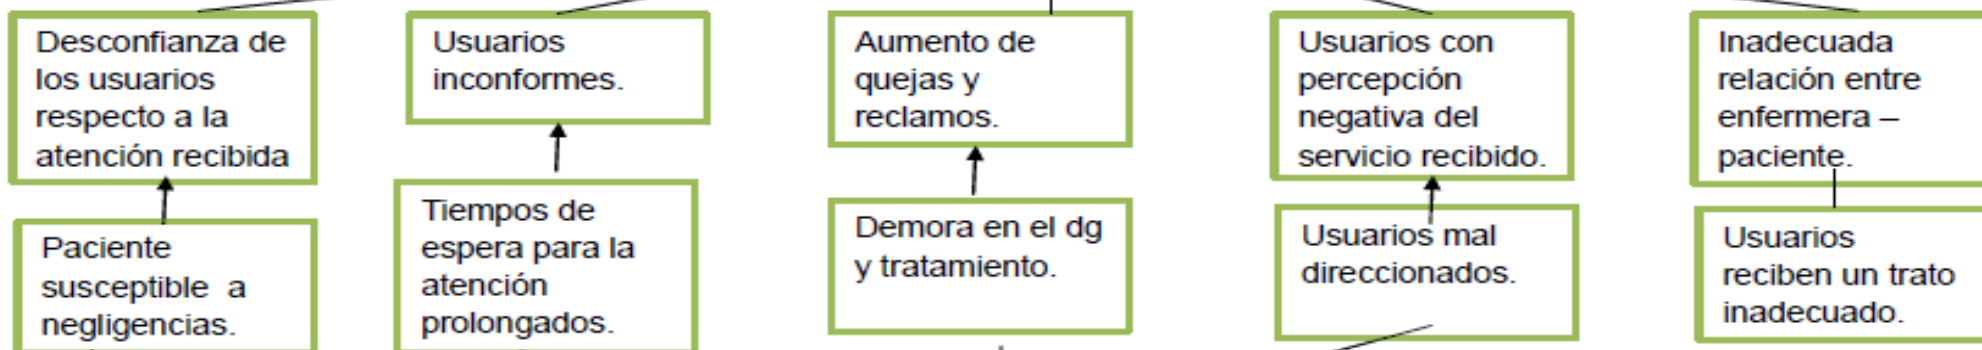 Desconfianza de
los usuarios
respecto a la
atención recibida
Usuarios
inconformes.
Aumento de
quejas y
reclamos.
Usuarios con
percepción
negativa del
servicio recibido.
Inadecuada
relación entre
enfermera –
paciente.
Paciente
susceptible a
negligencias.
Tiempos de
espera para la
atención
prolongados.
Demora en el dg
y tratamiento.
Usuarios mal
direccionados.
Usuarios
reciben un trato
inadecuado.